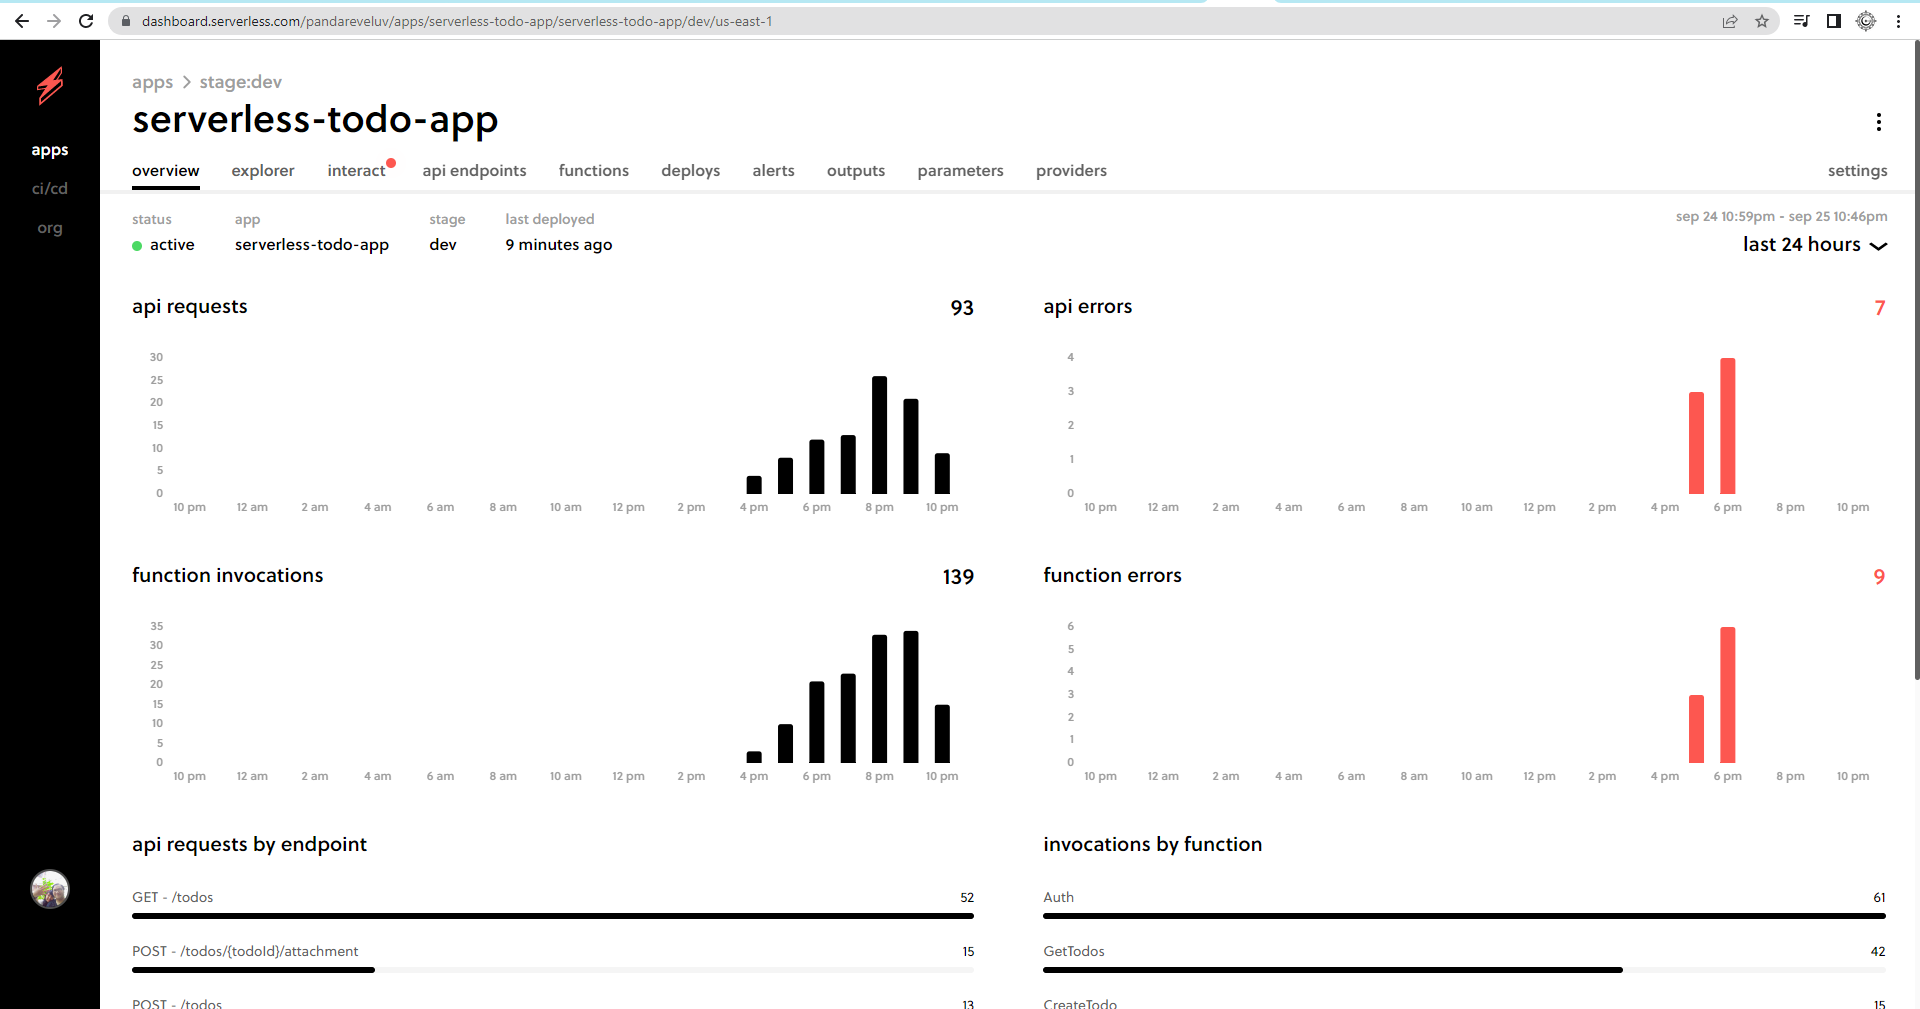 dashboard.serverless.com/pandareveluv/apps/serverless-todo-app/serverless-todo-app/dev/us-east-1
apps > stage:dev
serverless-todo-app
apps
ci/cd
org
overview explorer interact api endpoints functions deploys alerts outputs parameters providers settings
status app stage last deployed sep 24 10:59pm - sep 25 10:46pm
active serverless-todo-app dev 9 minutes ago last 24 hours
api requests 93
30
25
20
15
10
5
0
10 pm 12 am 2 am 4 am 6 am 8 am 10 am 12 pm 2 pm 4 pm 6 pm 8 pm 10 pm
api errors 7
4
3
2
1
0
10 pm 12 am 2 am 4 am 6 am 8 am 10 am 12 pm 2 pm 4 pm 6 pm 8 pm 10 pm
function invocations 139
35
30
25
20
15
10
5
0
10 pm 12 am 2 am 4 am 6 am 8 am 10 am 12 pm 2 pm 4 pm 6 pm 8 pm 10 pm
function errors 9
6
5
4
3
2
1
0
10 pm 12 am 2 am 4 am 6 am 8 am 10 am 12 pm 2 pm 4 pm 6 pm 8 pm 10 pm
api requests by endpoint
GET - /todos 52
POST - /todos/{todoId}/attachment 15
POST - /todos 13
invocations by function
Auth 61
GetTodos 42
CreateTodo 15